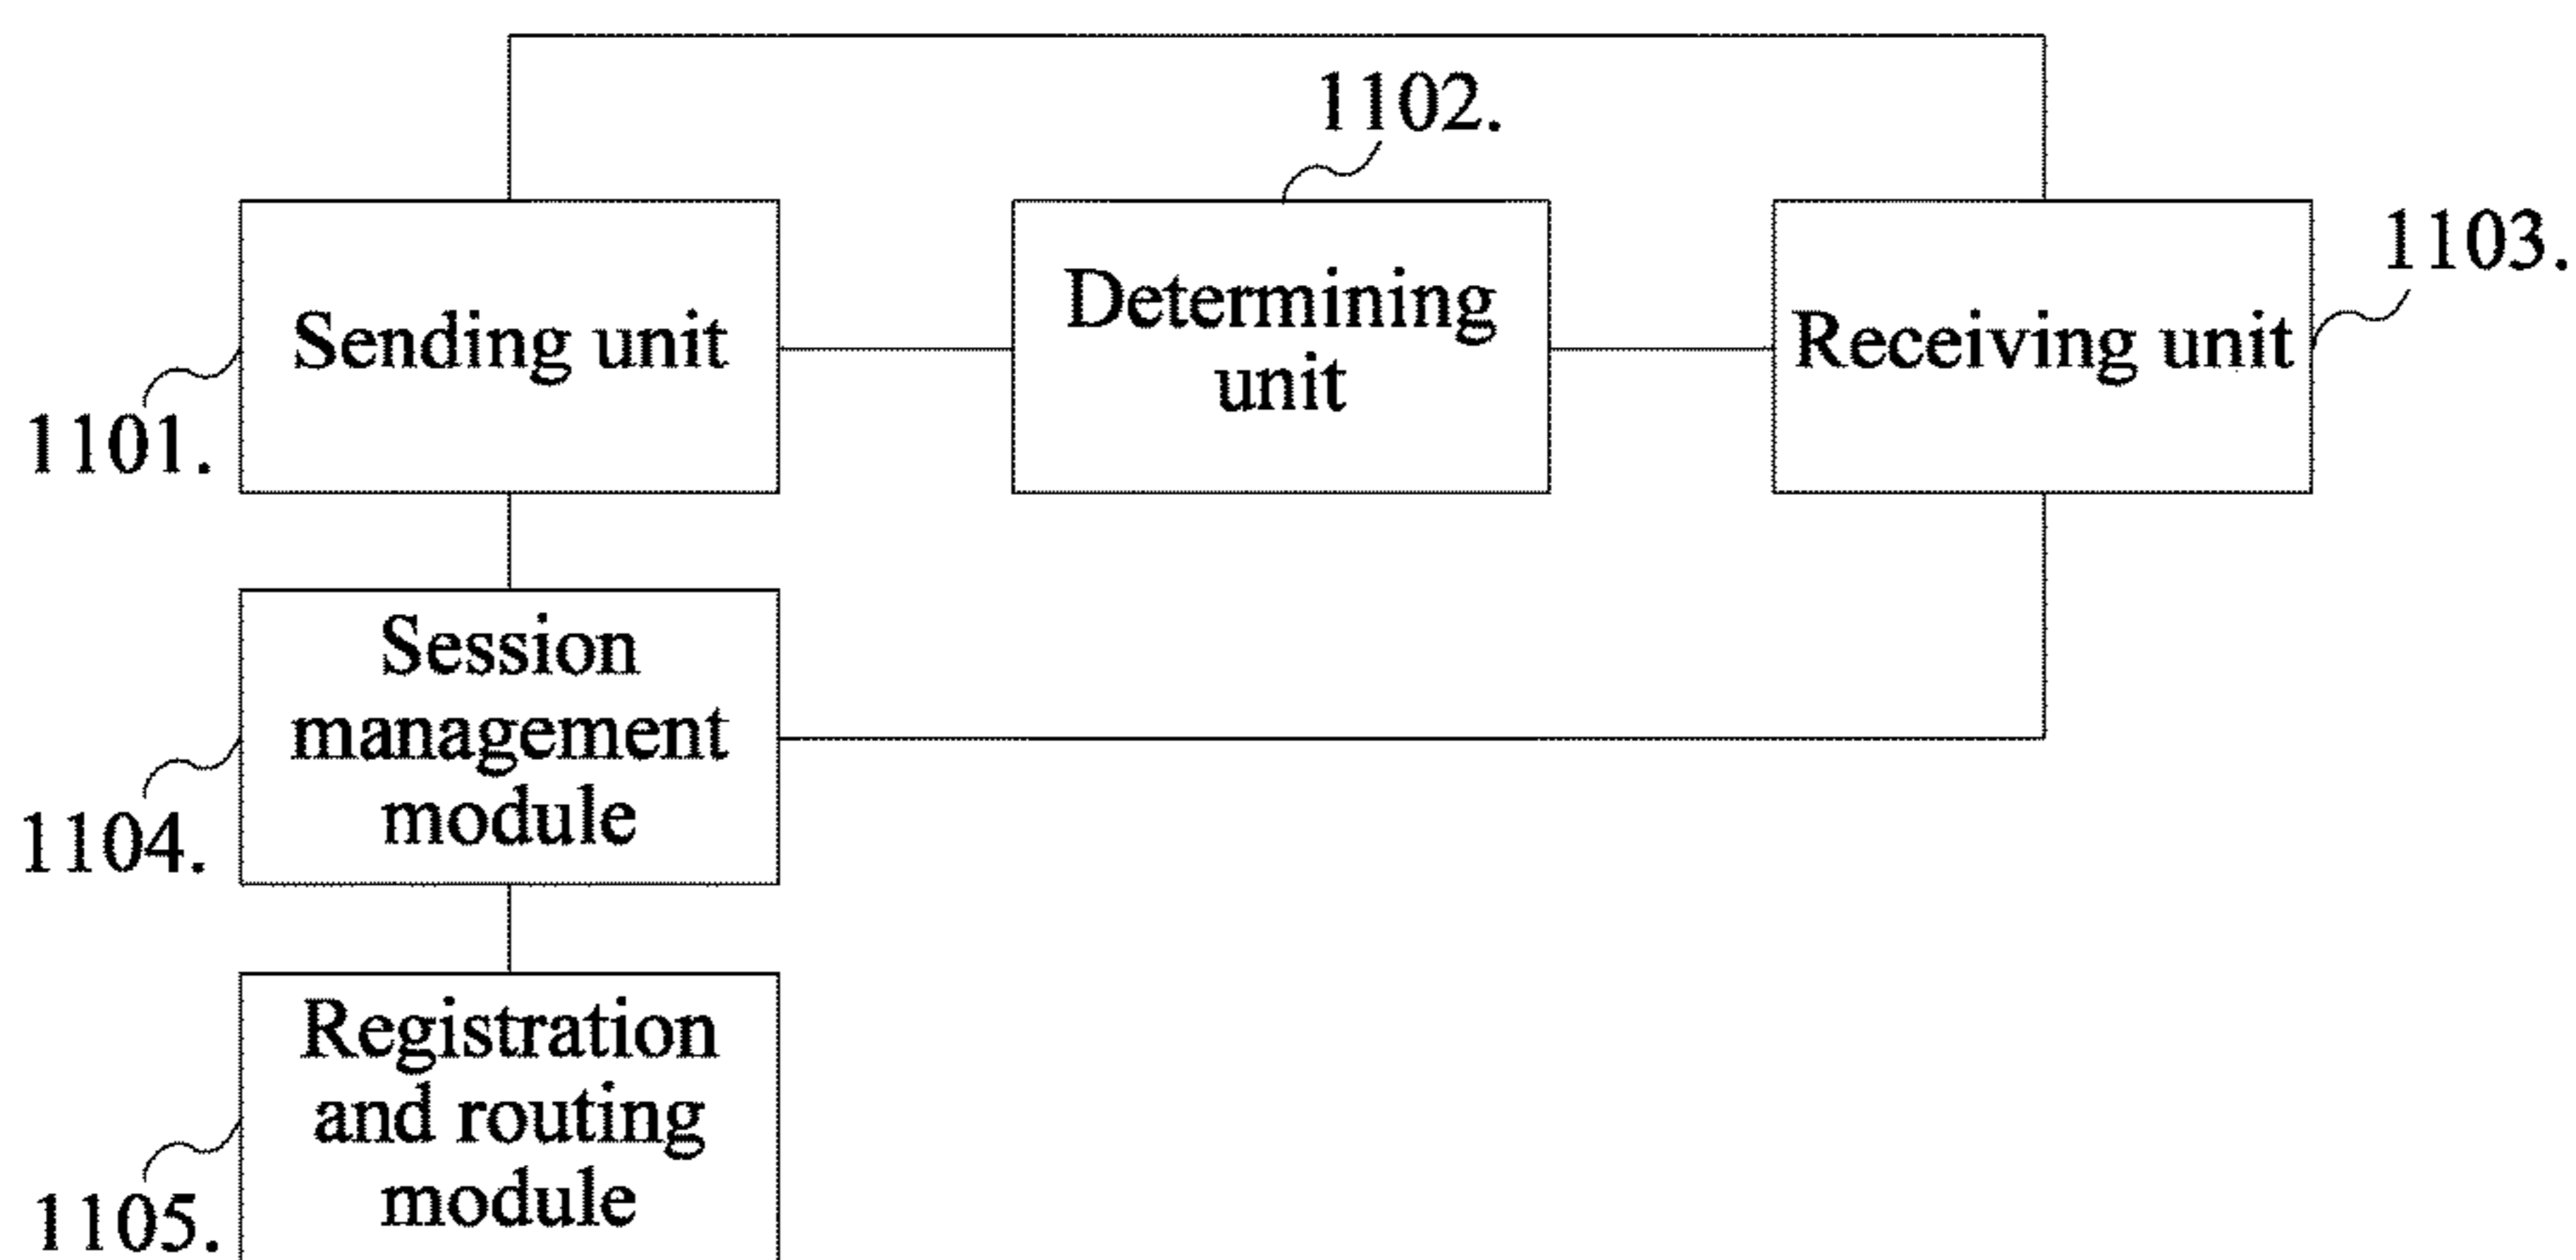 1102.
1103.
Sending unit
Determining
unit
Receiving unit
1101.
Session
management
module
1104.
Registration
and routing
module
1105.